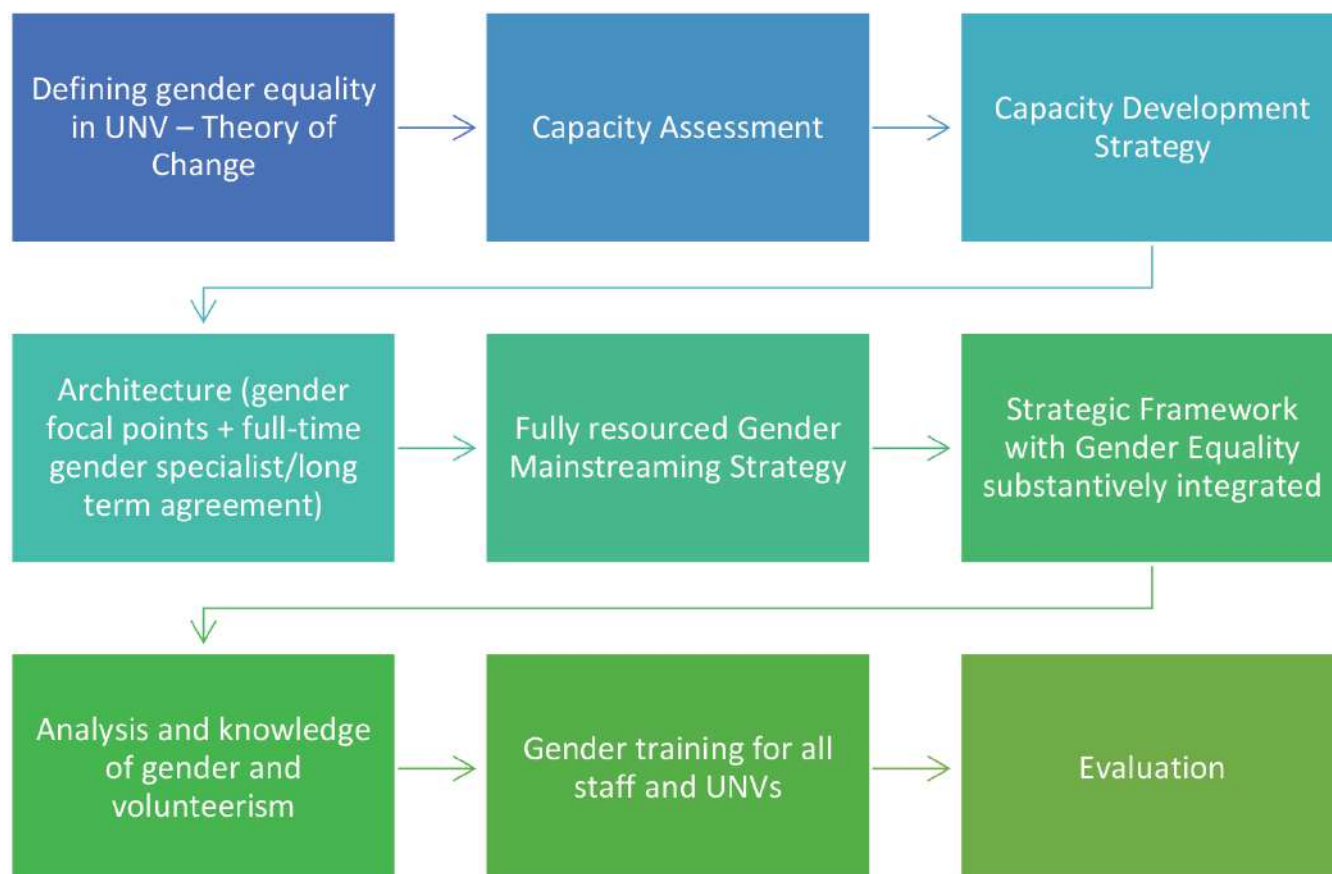 Defining gender equality
in UNV – Theory of
Change
Capacity Assessment
Capacity Development
Strategy
Architecture (gender
focal points + full-time
gender specialist/long
term agreement)
Fully resourced Gender
Mainstreaming Strategy
Strategic Framework
with Gender Equality
substantively integrated
Analysis and knowledge
of gender and
volunteerism
Gender training for all
staff and UNVs
Evaluation